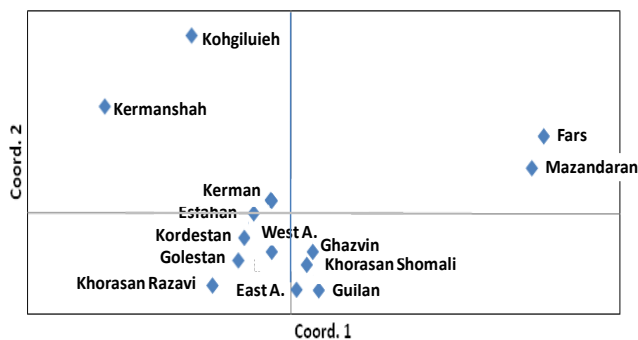 Kohgiluieh
Kermanshah
Fars
Mazandaran
Kerman
Estahan
West A.
Kordestan
Ghazvin
Golestan
Khorasan Shomali
Khorasan Razavi
East A.
Guilan
Coord. 2
Coord. 1